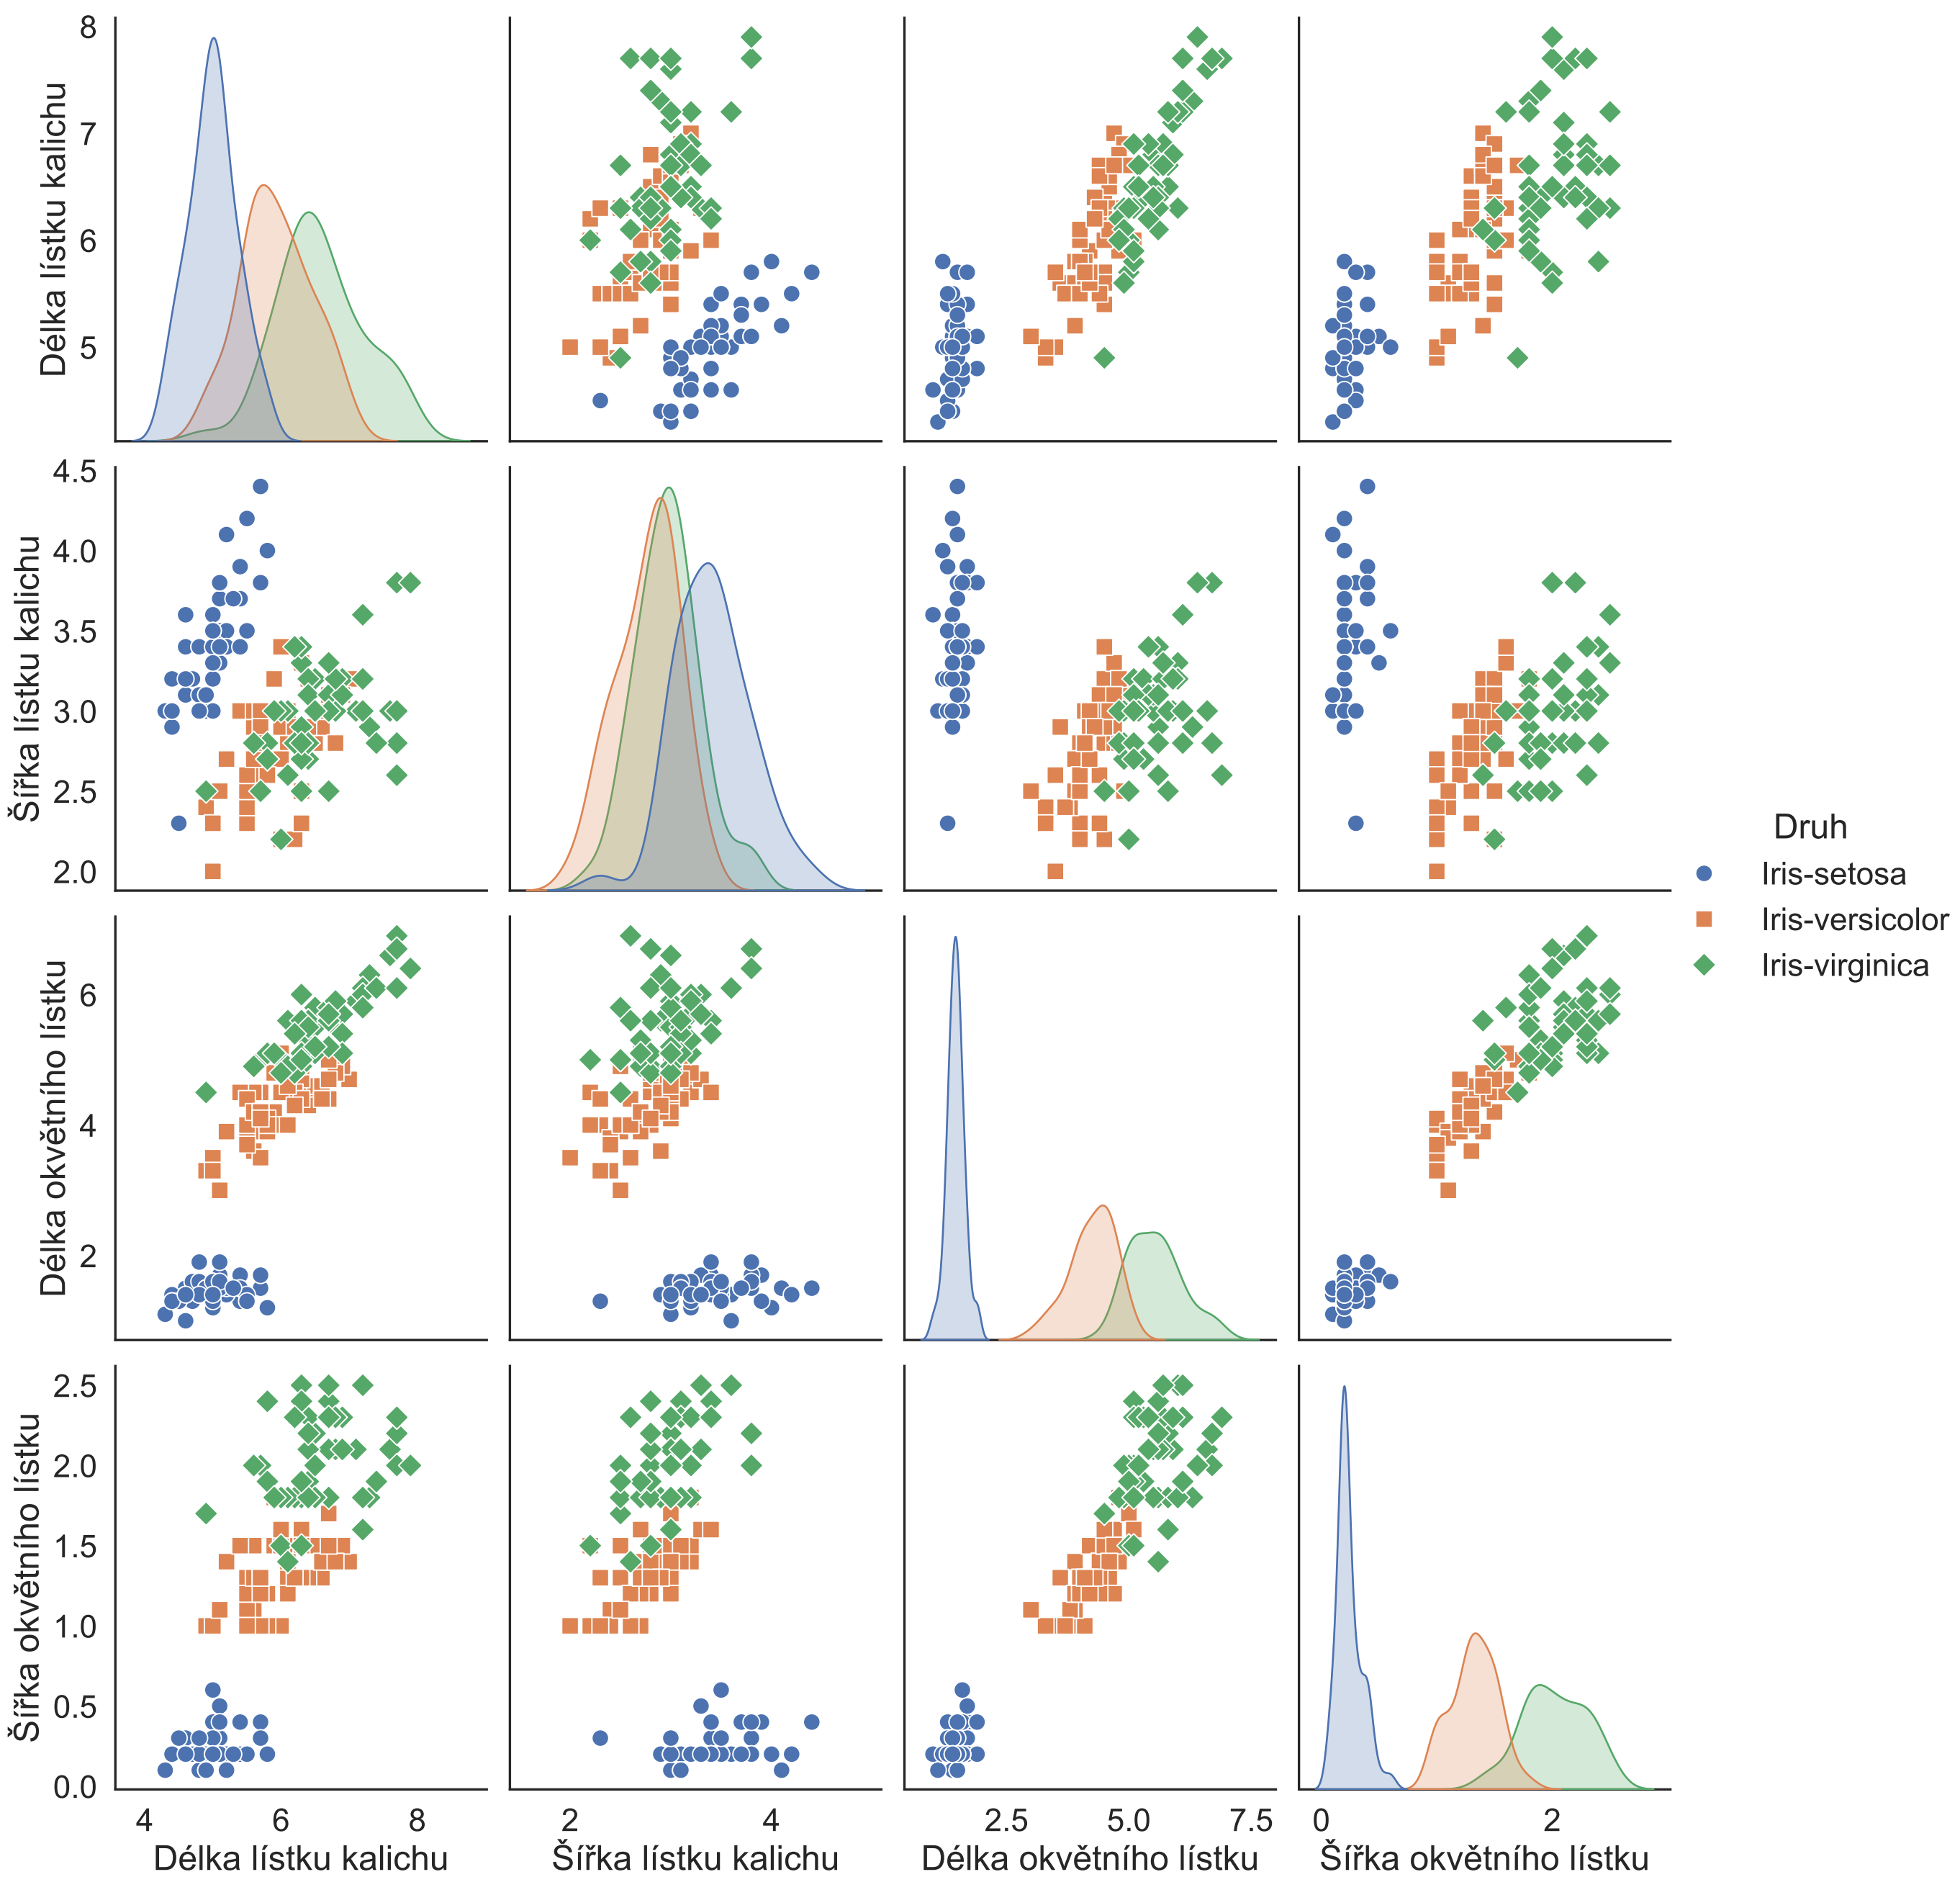 8
7
6
5
Délka lístku kalichu
4.5
4.0
3.5
3.0
2.5
2.0
Šířka lístku kalichu
Druh
Iris-setosa
Iris-versicolor
Iris-virginica
6
4
2
Délka okvětního lístku
2.5
2.0
1.5
1.0
0.5
0.0
Šířka okvětního lístku
4 6 8 2 4 2.5 5.0 7.5 0 2
Délka lístku kalichu Šířka lístku kalichu Délka okvětního lístku Šířka okvětního lístku